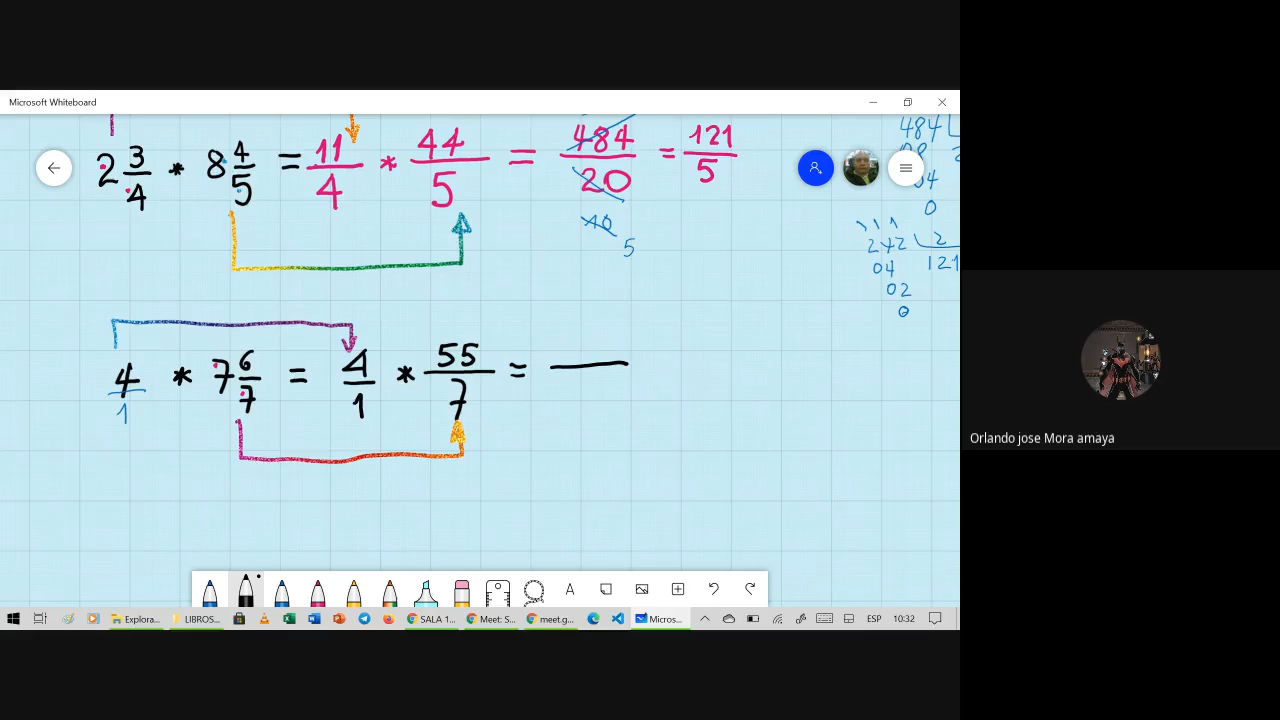 Microsoft Whiteboard
2 3/4 * 8 4/5 = 11/4 * 44/5 = 484/20 = 121/5
40
5
484
04
0
242 2
04 121
02
0
4/1 * 7 6/7 = 4/1 * 55/7 =
Orlando jose Mora amaya
A
Explora...
LIBROS...
SALA 1...
Meet: S...
meet.g...
Micros...
ESP
10:32